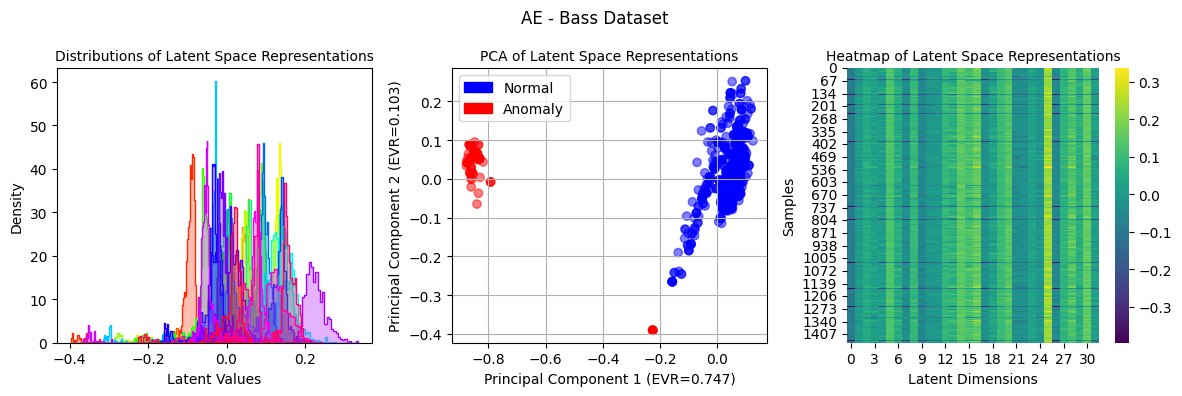 AE - Bass Dataset
Distributions of Latent Space Representations
Density
60
50
40
30
20
10
0
−0.4 −0.2 0.0 0.2
Latent Values
PCA of Latent Space Representations
Normal
Anomaly
Principal Component 2 (EVR=0.103)
0.2
0.1
0.0
−0.1
−0.2
−0.3
−0.4
−0.8 −0.6 −0.4 −0.2 0.0
Principal Component 1 (EVR=0.747)
Heatmap of Latent Space Representations
Samples
0
67
134
201
268
335
402
469
536
603
670
737
804
871
938
1005
1072
1139
1206
1273
1340
1407
0 3 6 9 12 15 18 21 24 27 30
Latent Dimensions
0.3
0.2
0.1
0.0
−0.1
−0.2
−0.3